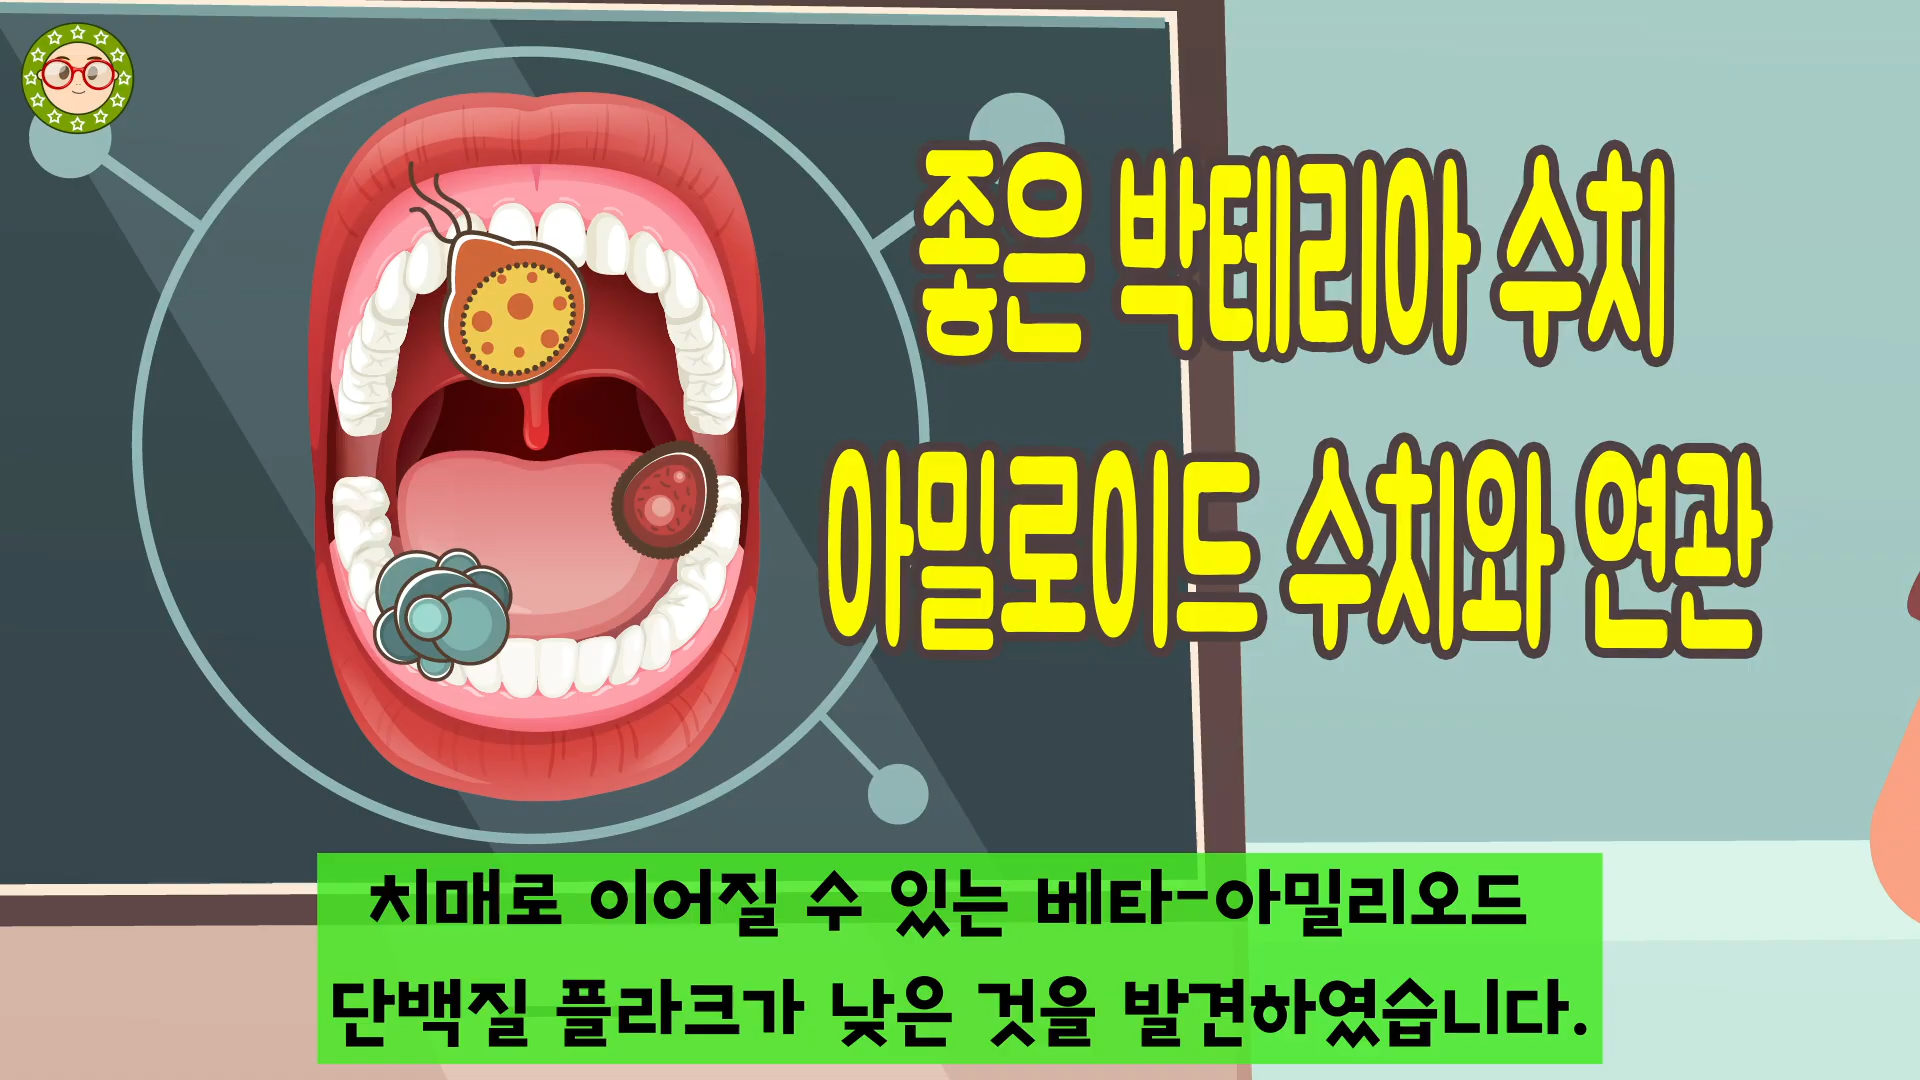 좋은 박테리아 수치
아밀로이드 수치와 연관
치매로 이어질 수 있는 베타-아밀리오드
단백질 플라크가 낮은 것을 발견하였습니다.